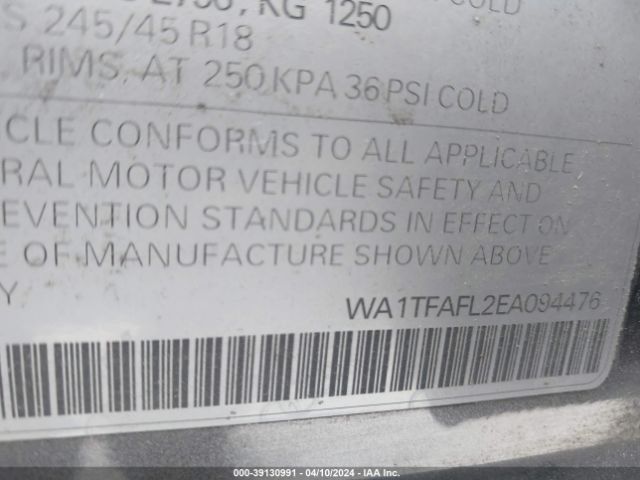 KG 1250
COLD
S, 245/45 R18
RIMS, AT 250 KPA 36 PSI COLD
ICLE CONFORMS TO ALL APPLICABLE
RAL MOTOR VEHICLE SAFETY AND
EVENTION STANDARDS IN EFFECT ON
E OF MANUFACTURE SHOWN ABOVE
Y
WA1TFAFL2EA094476
000-39130991 — 04/10/2024 — IAA Inc.